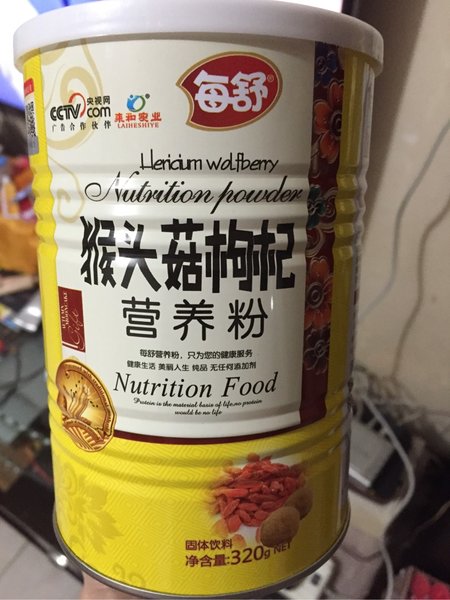 每舒®
CCTV.com 央视网
广告合作伙伴
来和实业
LAIHESHIYE
Hericium wolfberry
Nutrition powder
猴头菇枸杞
营养粉
每舒营养粉，只为您的健康服务
健康生活 美丽人生 纯品 无任何添加剂
Nutrition Food
Protein is the material basis of life,no protein
would be no life
固体饮料
净含量:320g NET